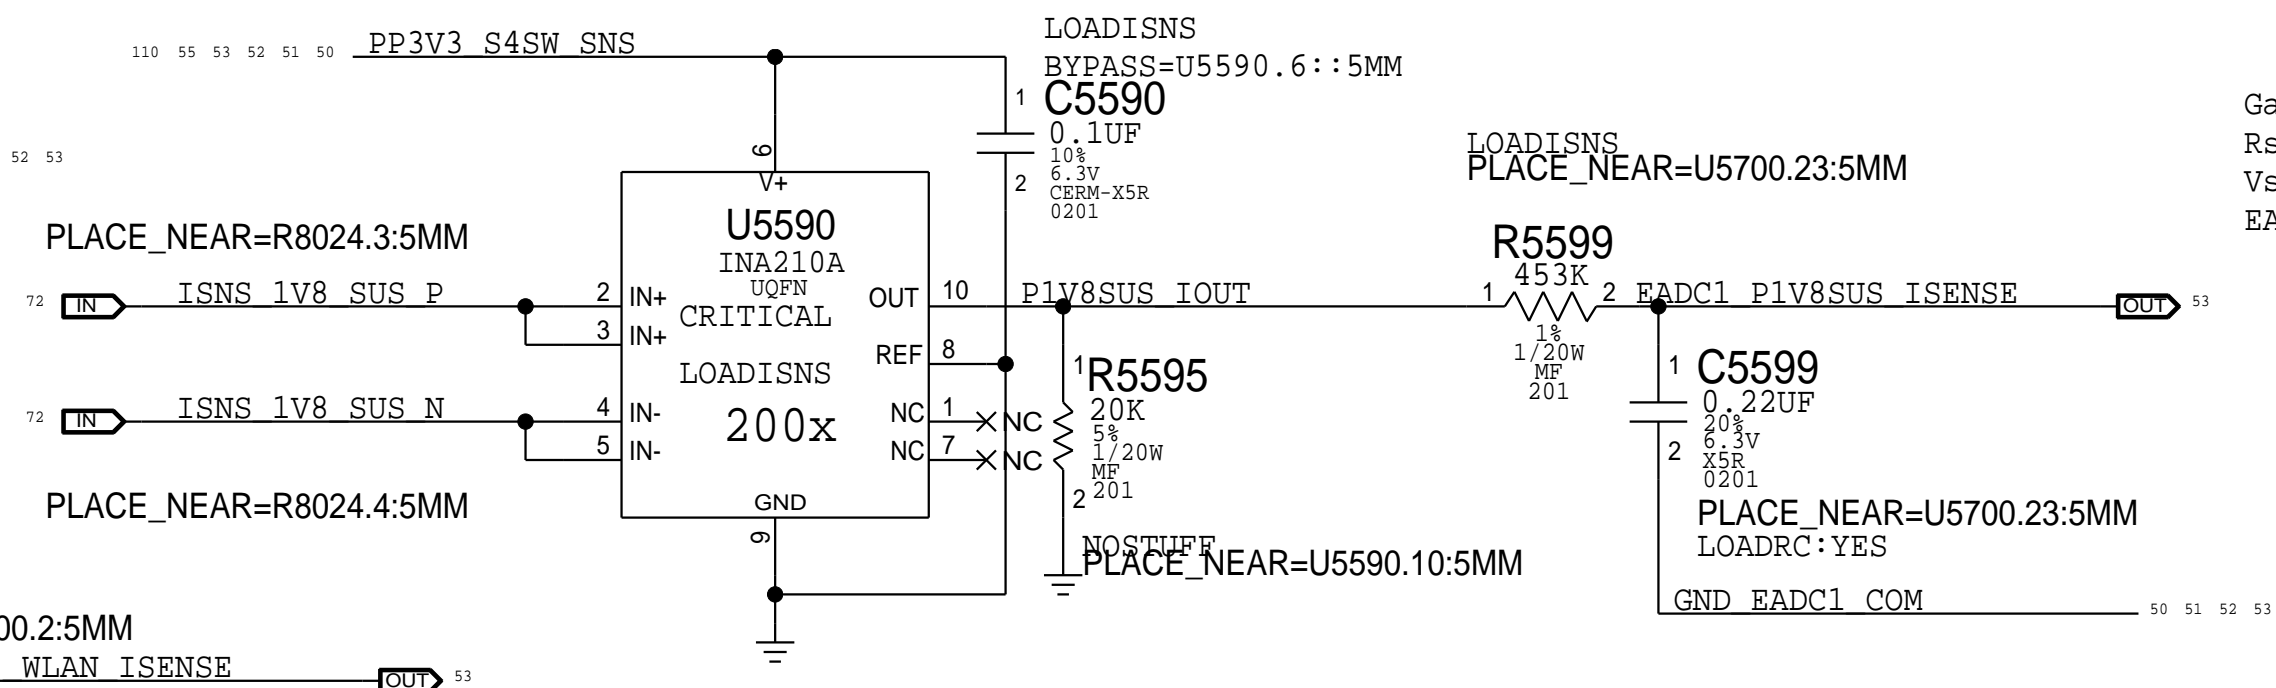 110 55 53 52 51 50 PP3V3_S4SW_SNS
LOADISNS
BYPASS=U5590.6::5MM
1
C5590
0.1UF
10%
6.3V
CERM-X5R
0201
2
52 53
6
V+
U5590
INA210A
UQFN
CRITICAL
LOADISNS
200x
PLACE_NEAR=R8024.3:5MM
72 IN ISNS_1V8_SUS_P
2 IN+
3 IN+
72 IN ISNS_1V8_SUS_N
4 IN-
5 IN-
PLACE_NEAR=R8024.4:5MM
OUT 10 P1V8SUS_IOUT
REF 8
NC 1 NC
NC 7 NC
GND
9
1
R5595
20K
5%
1/20W
MF
201
2
NOSTUFF
PLACE_NEAR=U5590.10:5MM
LOADISNS
PLACE_NEAR=U5700.23:5MM
R5599
453K
1 2
1%
1/20W
MF
201
EADC1_P1V8SUS_ISENSE OUT 53
1
C5599
0.22UF
20%
6.3V
X5R
0201
2
PLACE_NEAR=U5700.23:5MM
LOADRC:YES
GND_EADC1_COM 50 51 52 53
Ga
Rs
Vs
EA
00.2:5MM
_WLAN_ISENSE OUT 53